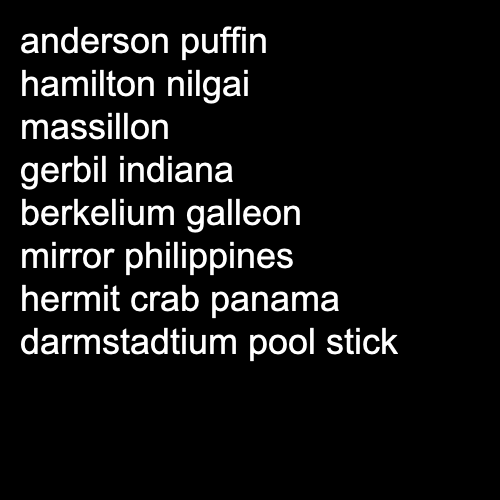 anderson puffin
hamilton nilgai
massillon
gerbil indiana
berkelium galleon
mirror philippines
hermit crab panama
darmstadtium pool stick